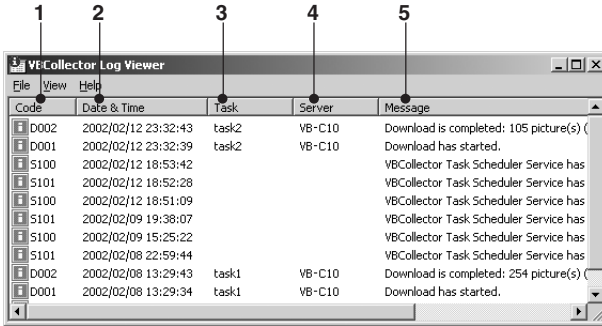 1 2 3 4 5
VBCollector Log Viewer
File View Help
Code Date & Time Task Server Message
D002 2002/02/12 23:32:43 task2 VB-C10 Download is completed: 105 picture(s) (
D001 2002/02/12 23:32:39 task2 VB-C10 Download has started.
S100 2002/02/12 18:53:42 VBCollector Task Scheduler Service has
S101 2002/02/12 18:52:28 VBCollector Task Scheduler Service has
S100 2002/02/12 18:51:09 VBCollector Task Scheduler Service has
S101 2002/02/09 19:38:07 VBCollector Task Scheduler Service has
S100 2002/02/09 15:25:22 VBCollector Task Scheduler Service has
S101 2002/02/08 22:59:44 VBCollector Task Scheduler Service has
D002 2002/02/08 13:29:43 task1 VB-C10 Download is completed: 254 picture(s) (
D001 2002/02/08 13:29:34 task1 VB-C10 Download has started.